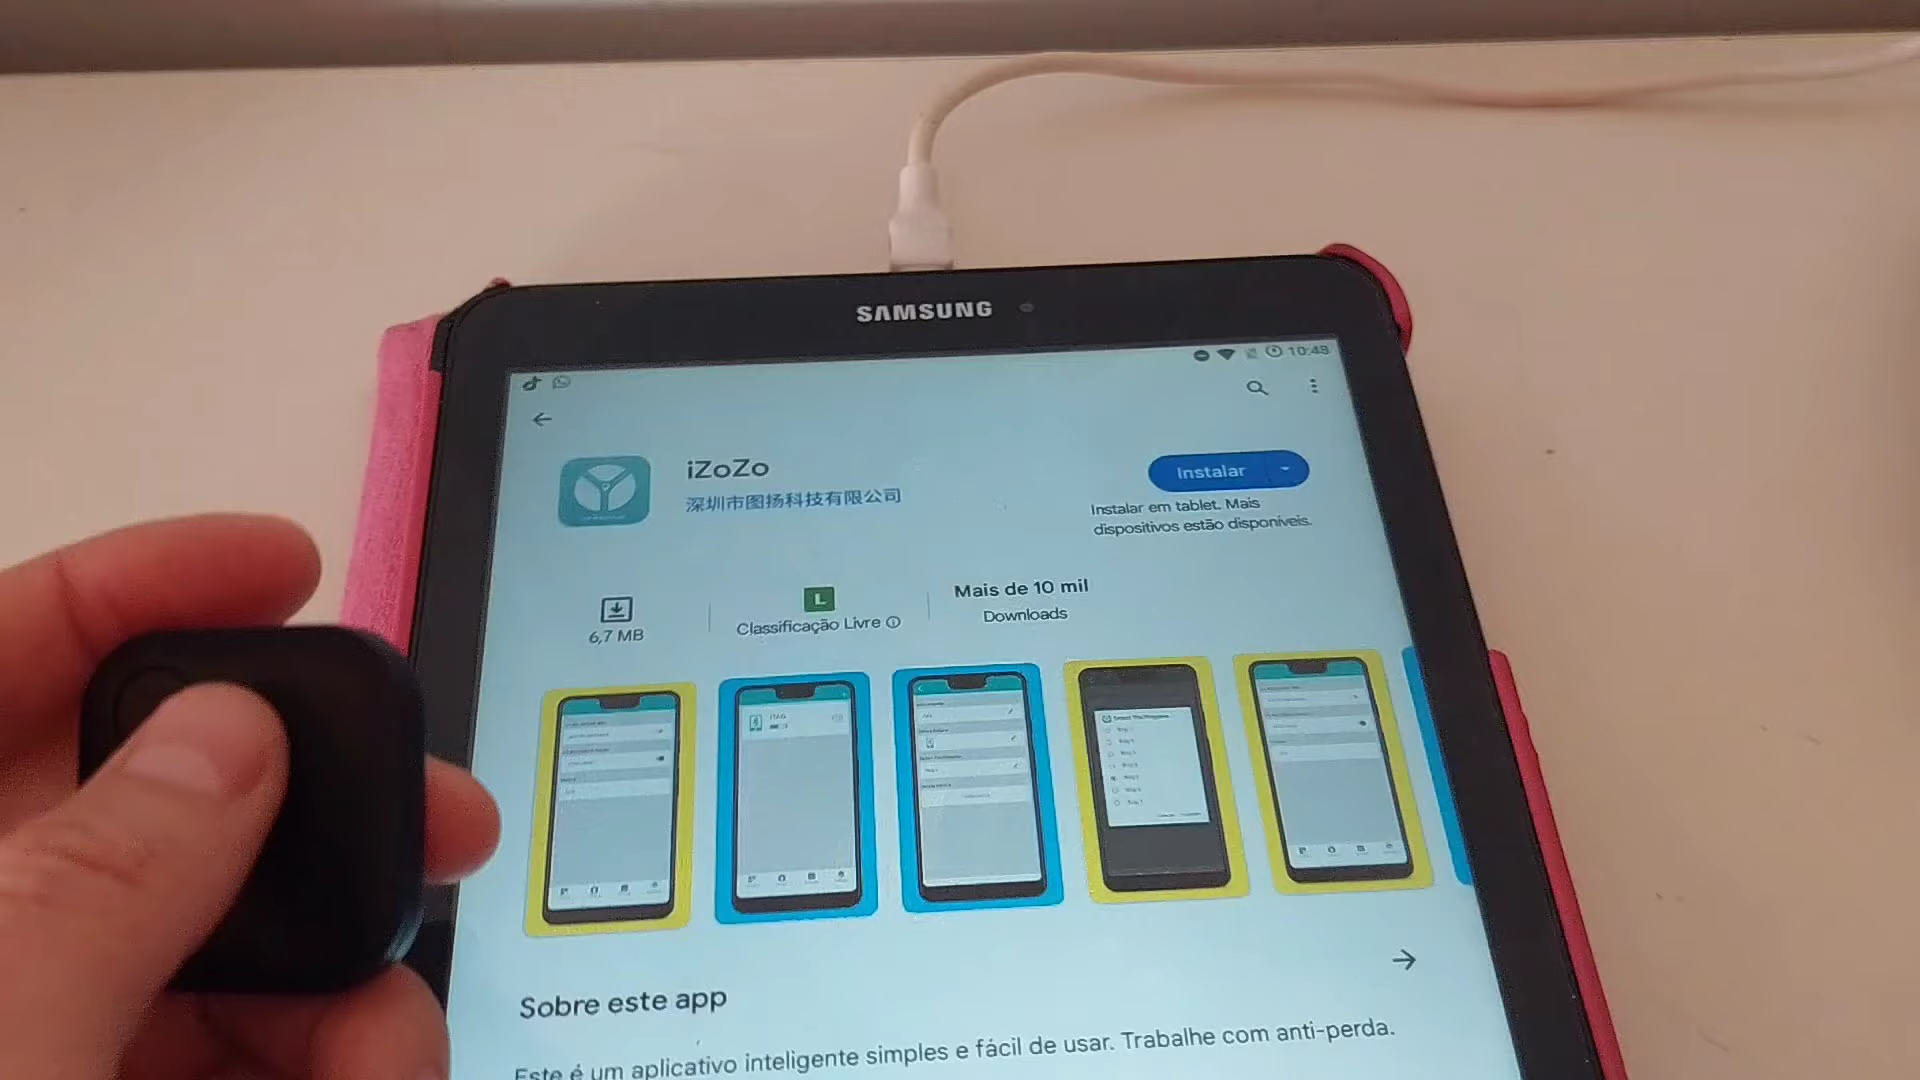 SAMSUNG
10:48
iZoZo
深圳市图扬科技有限公司
Instalar
Instalar em tablet. Mais
dispositivos estão disponíveis.
6,7 MB
L
Classificação Livre
Mais de 10 mil
Downloads
iTAG
Sobre este app
Este é um aplicativo inteligente simples e fácil de usar. Trabalhe com anti-perda.